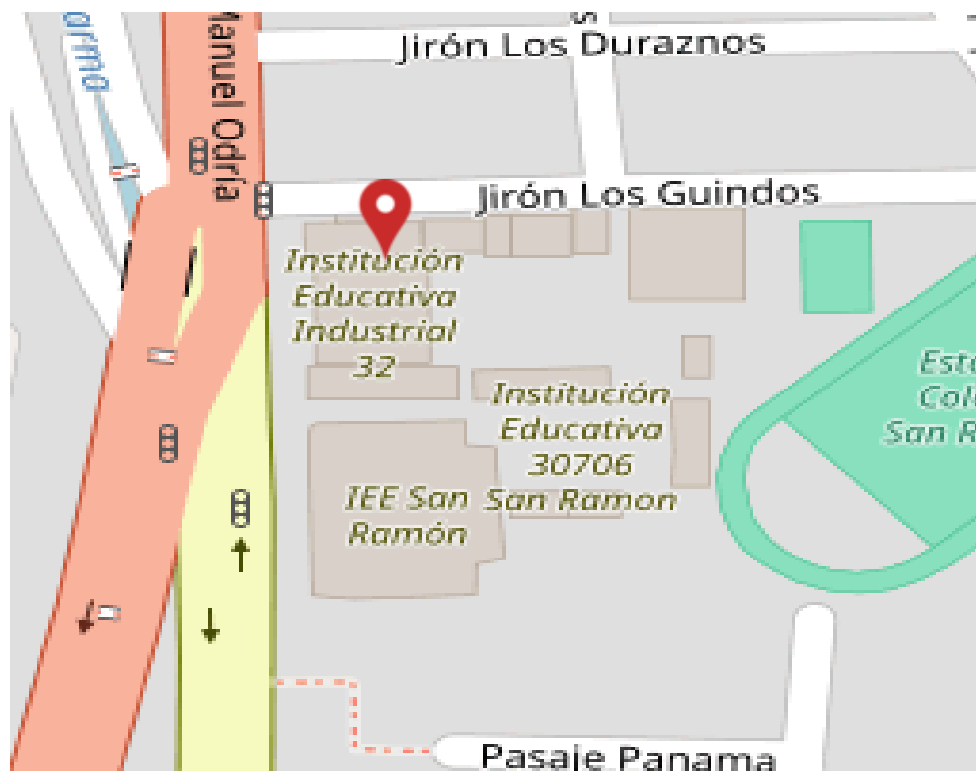 Jirón Los Duraznos
Manuel Odría
Jirón Los Guindos
Institución
Educativa
Industrial
32
Institución
Educativa
30706
San Ramon
IEE San
Ramón
San
Pasaje Panama